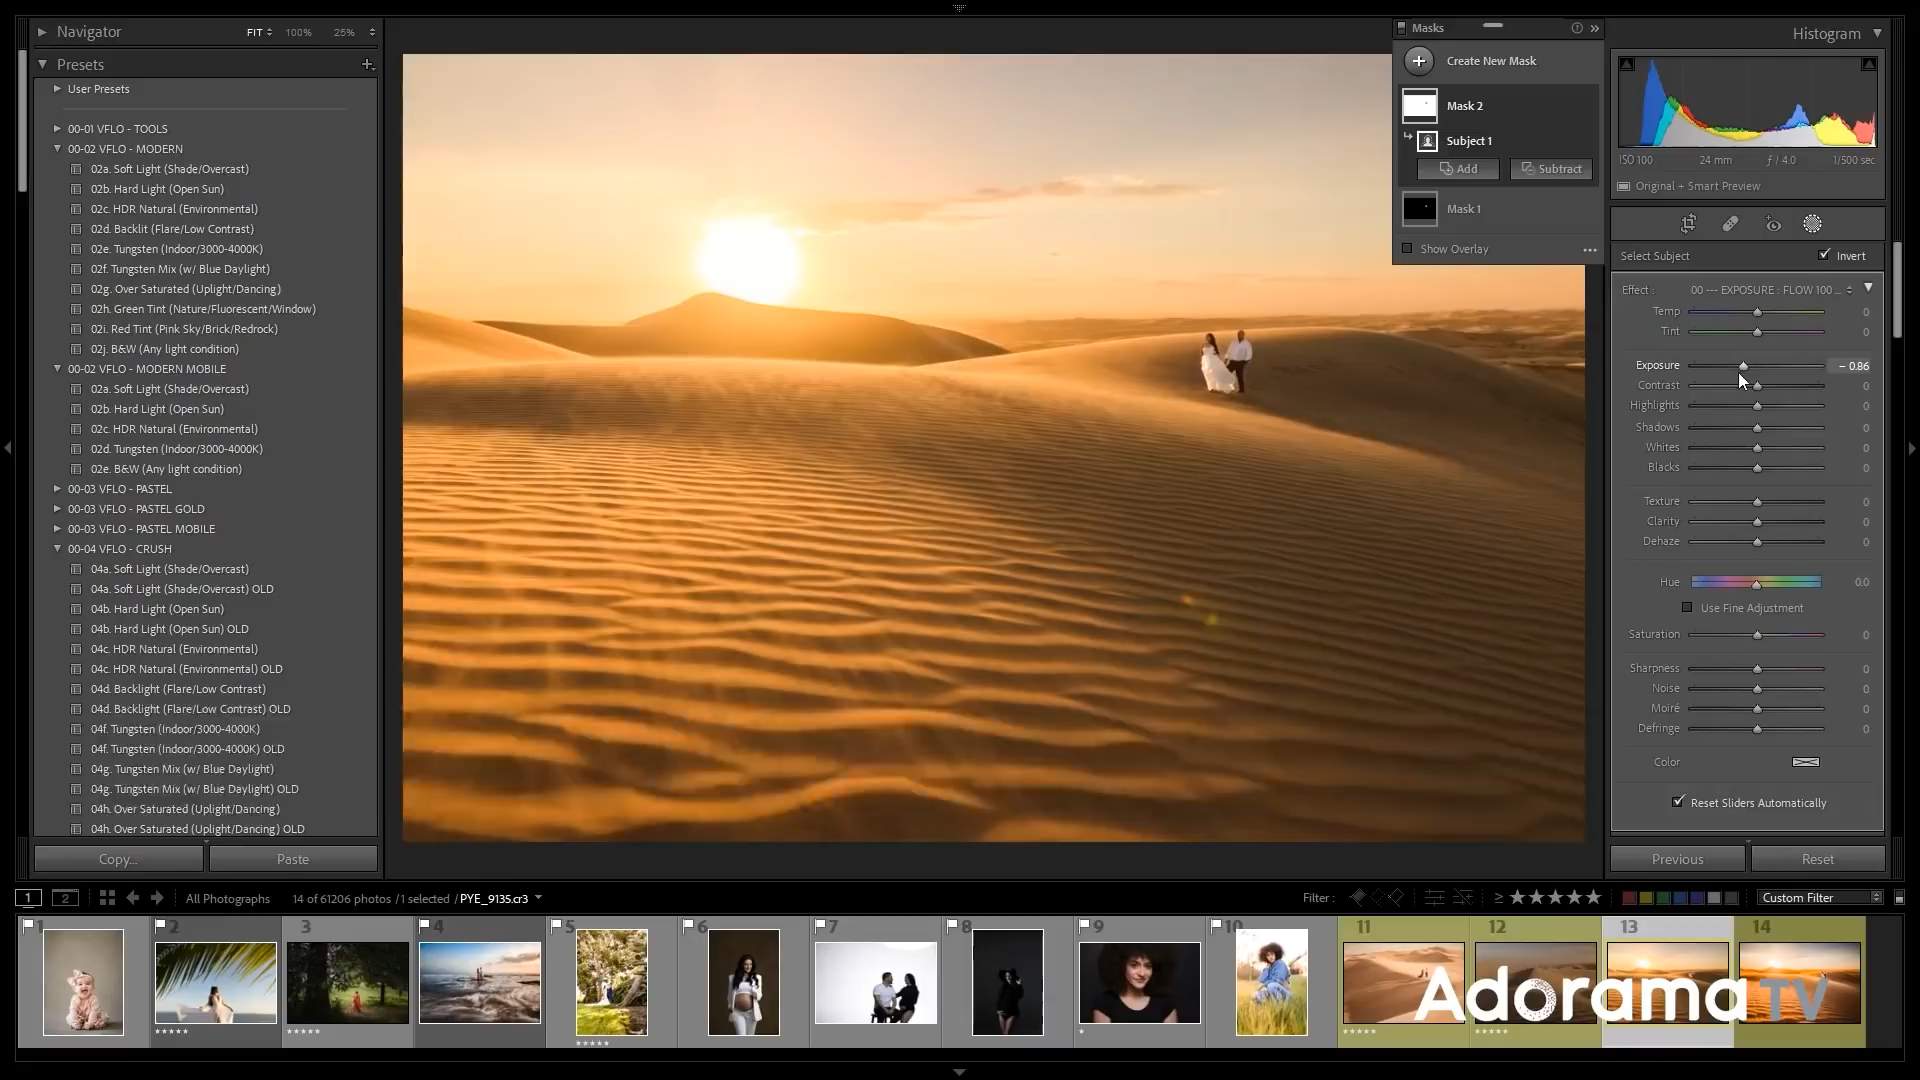 Navigator
FIT 100% 25%
Presets
User Presets
00-01 VFLO - TOOLS
00-02 VFLO - MODERN
02a. Soft Light (Shade/Overcast)
02b. Hard Light (Open Sun)
02c. HDR Natural (Environmental)
02d. Backlit (Flare/Low Contrast)
02e. Tungsten (Indoor/3000-4000K)
02f. Tungsten Mix (w/ Blue Daylight)
02g. Over Saturated (Uplight/Dancing)
02h. Green Tint (Nature/Fluorescent/Window)
02i. Red Tint (Pink Sky/Brick/Redrock)
02j. B&W (Any light condition)
00-02 VFLO - MODERN MOBILE
02a. Soft Light (Shade/Overcast)
02b. Hard Light (Open Sun)
02c. HDR Natural (Environmental)
02d. Tungsten (Indoor/3000-4000K)
02e. B&W (Any light condition)
00-03 VFLO - PASTEL
00-03 VFLO - PASTEL GOLD
00-03 VFLO - PASTEL MOBILE
00-04 VFLO - CRUSH
04a. Soft Light (Shade/Overcast)
04a. Soft Light (Shade/Overcast) OLD
04b. Hard Light (Open Sun)
04b. Hard Light (Open Sun) OLD
04c. HDR Natural (Environmental)
04c. HDR Natural (Environmental) OLD
04d. Backlight (Flare/Low Contrast)
04d. Backlight (Flare/Low Contrast) OLD
04f. Tungsten (Indoor/3000-4000K)
04f. Tungsten (Indoor/3000-4000K) OLD
04g. Tungsten Mix (w/ Blue Daylight)
04g. Tungsten Mix (w/ Blue Daylight) OLD
04h. Over Saturated (Uplight/Dancing)
04h. Over Saturated (Uplight/Dancing) OLD
Copy... Paste
Masks
Create New Mask
Mask 2
Subject 1
Add Subtract
Mask 1
Show Overlay
Histogram
ISO 100 24 mm ƒ / 4.0 1/500 sec
Original + Smart Preview
Select Subject Invert
Effect : 00 --- EXPOSURE : FLOW 100 ...
Temp 0
Tint 0
Exposure – 0.86
Contrast 0
Highlights 0
Shadows 0
Whites 0
Blacks 0
Texture 0
Clarity 0
Dehaze 0
Hue 0.0
Use Fine Adjustment
Saturation 0
Sharpness 0
Noise 0
Moiré 0
Defringe 0
Color
Reset Sliders Automatically
Previous Reset
1 2 All Photographs 14 of 61206 photos /1 selected / PYE_9135.cr3
Filter : ≥ ★★★★★ Custom Filter
1 2 3 4 5 6 7 8 9 10 11 12 13 14
AdoramaTV